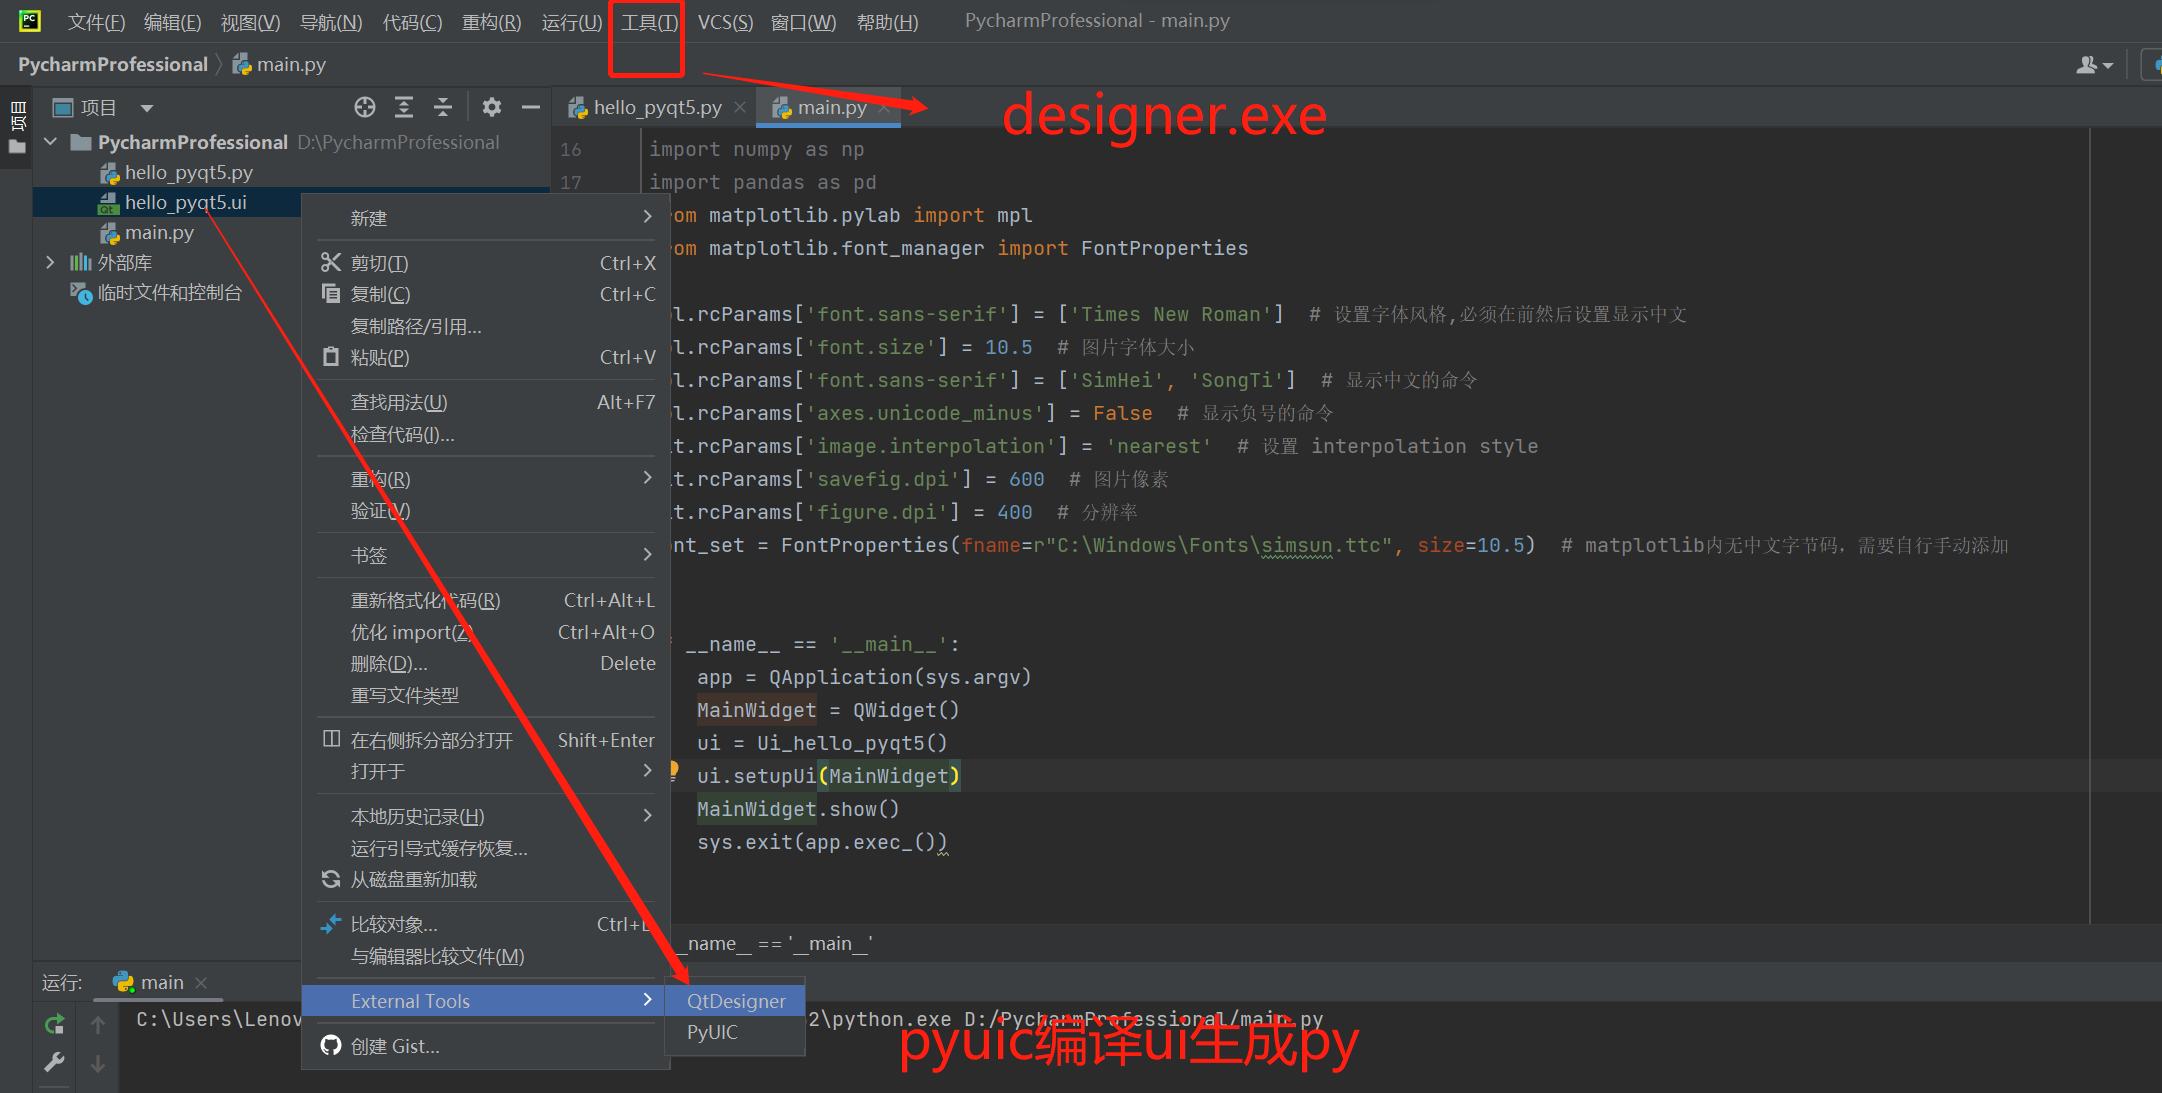 文件(F) 编辑(E) 视图(V) 导航(N) 代码(C) 重构(R) 运行(U) 工具(T) VCS(S) 窗口(W) 帮助(H) PycharmProfessional - main.py
PycharmProfessional main.py
项目
项目
hello_pyqt5.py main.py
designer.exe
PycharmProfessional D:\PycharmProfessional
hello_pyqt5.py
hello_pyqt5.ui
main.py
外部库
临时文件和控制台
新建
剪切(T) Ctrl+X
复制(C) Ctrl+C
复制路径/引用...
粘贴(P) Ctrl+V
查找用法(U) Alt+F7
检查代码(I)...
重构(R)
验证(V)
书签
重新格式化代码(R) Ctrl+Alt+L
优化 import(Z) Ctrl+Alt+O
删除(D)... Delete
重写文件类型
在右侧拆分部分打开 Shift+Enter
打开于
本地历史记录(H)
运行引导式缓存恢复...
从磁盘重新加载
比较对象... Ctrl+D
与编辑器比较文件(M)
External Tools
创建 Gist...
QtDesigner
PyUIC
16 import numpy as np
17 import pandas as pd
om matplotlib.pylab import mpl
om matplotlib.font_manager import FontProperties
l.rcParams['font.sans-serif'] = ['Times New Roman'] # 设置字体风格,必须在前然后设置显示中文
l.rcParams['font.size'] = 10.5 # 图片字体大小
l.rcParams['font.sans-serif'] = ['SimHei', 'SongTi'] # 显示中文的命令
l.rcParams['axes.unicode_minus'] = False # 显示负号的命令
t.rcParams['image.interpolation'] = 'nearest' # 设置 interpolation style
t.rcParams['savefig.dpi'] = 600 # 图片像素
t.rcParams['figure.dpi'] = 400 # 分辨率
nt_set = FontProperties(fname=r"C:\Windows\Fonts\simsun.ttc", size=10.5) # matplotlib内无中文字节码，需要自行手动添加
__name__ == '__main__':
app = QApplication(sys.argv)
MainWidget = QWidget()
ui = Ui_hello_pyqt5()
ui.setupUi(MainWidget)
MainWidget.show()
sys.exit(app.exec_())
__name__ == '__main__'
运行: main
C:\Users\Lenov 2\python.exe D:/PycharmProfessional/main.py
pyuic编译ui生成py